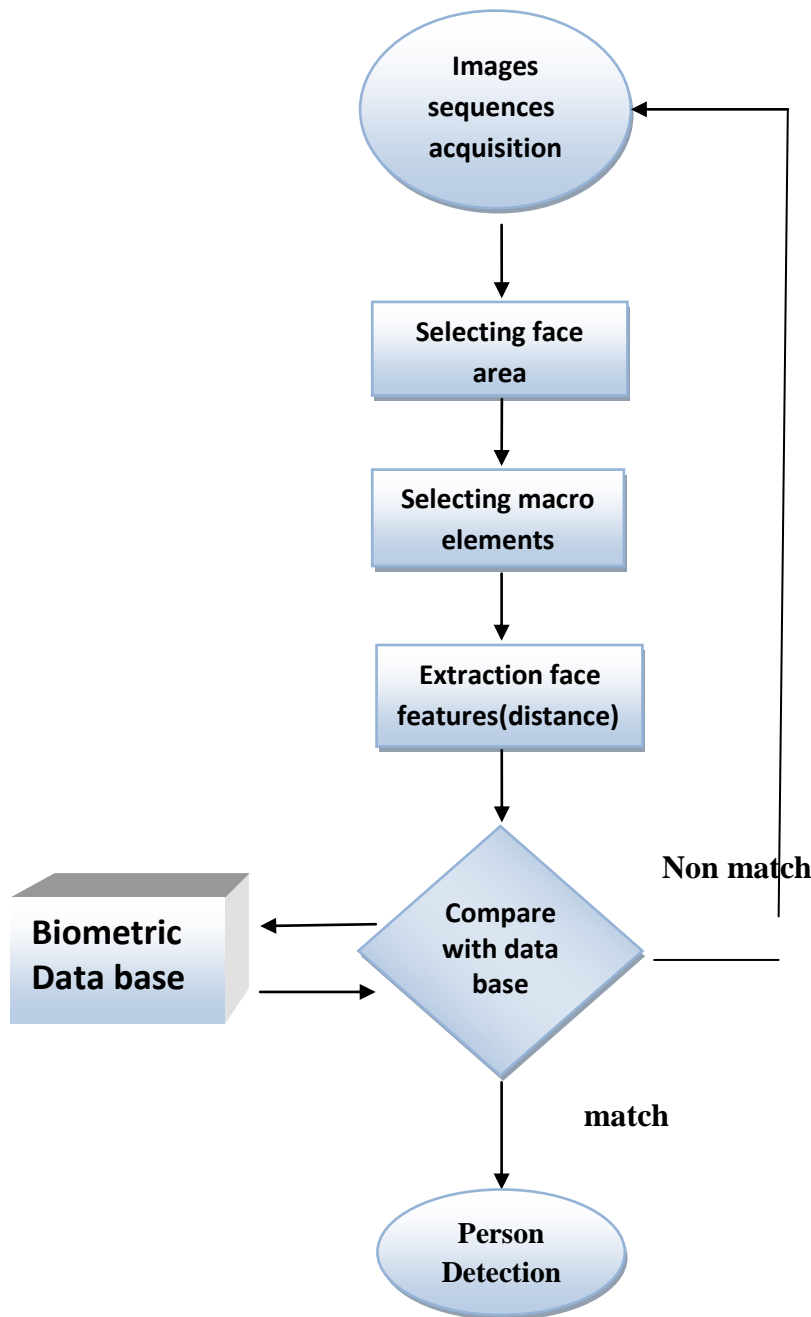 Images
sequences
acquisition
Selecting face
area
Selecting macro
elements
Extraction face
features(distance)
Non match
Compare
with data
base
Biometric
Data base
match
Person
Detection